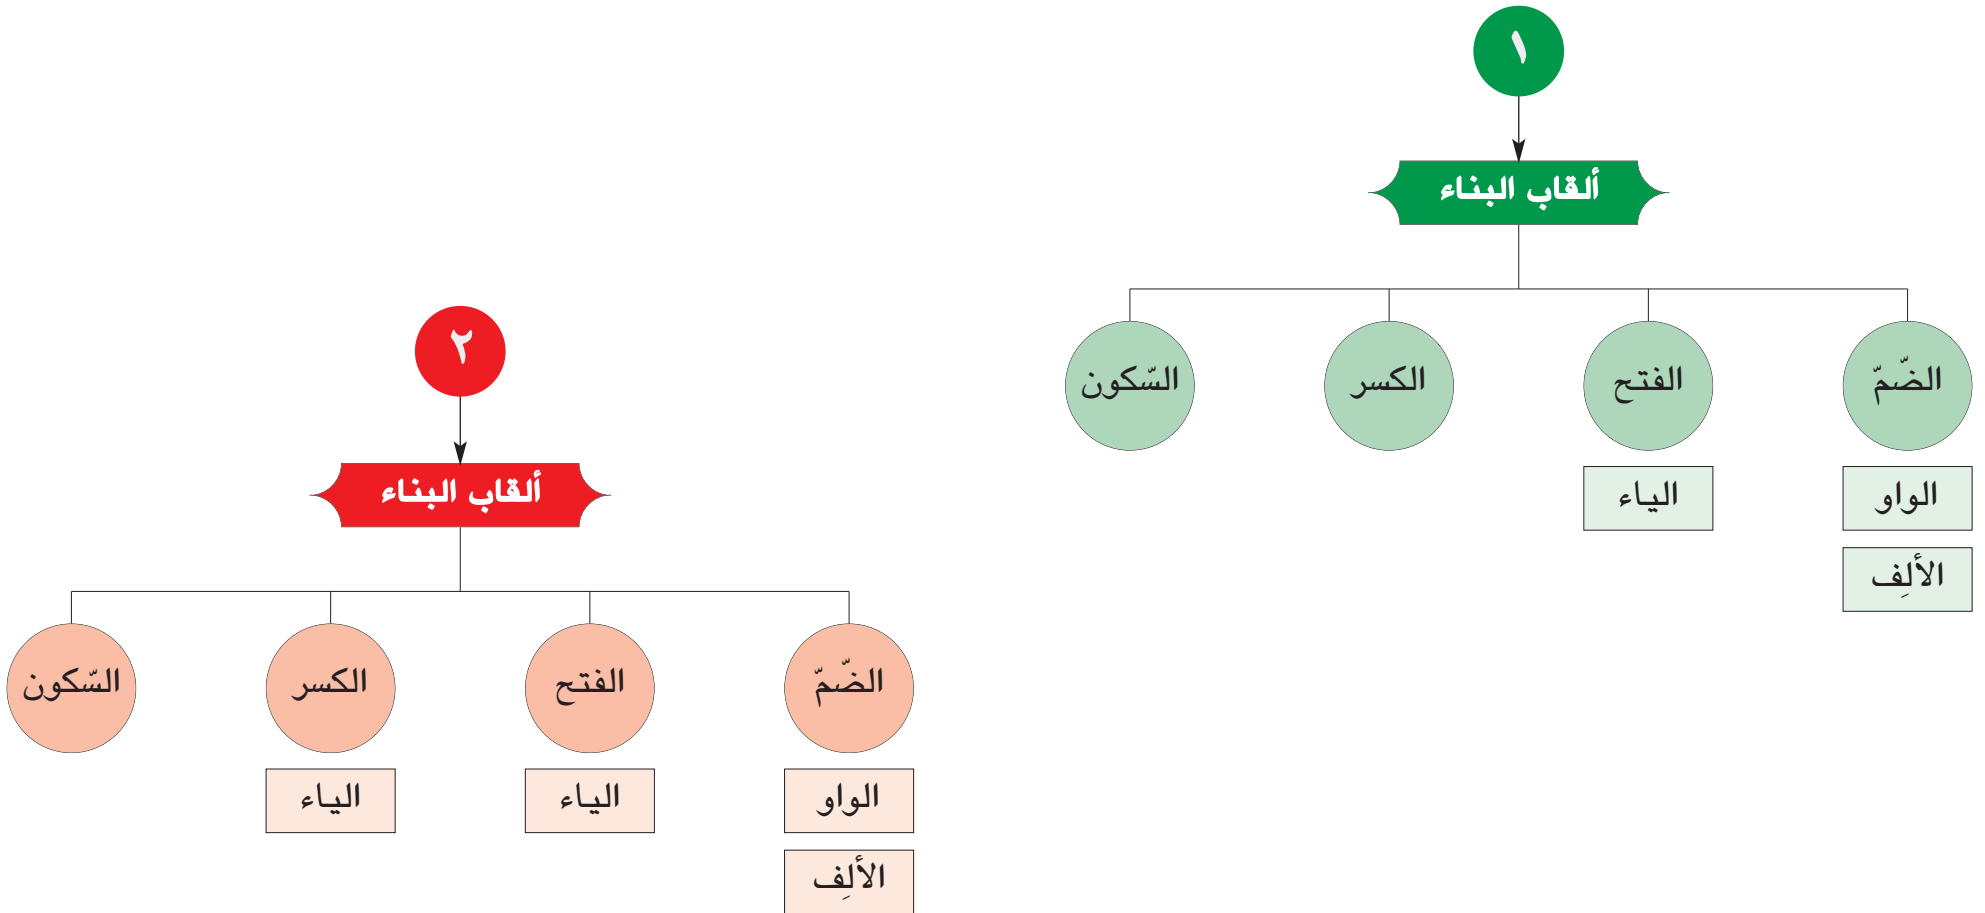 ١
ألقاب البناء
الضّمّ
الفتح
الكسر
السّكون
الواو
الياء
الألِف
٢
ألقاب البناء
الضّمّ
الفتح
الكسر
السّكون
الواو
الياء
الياء
الألِف